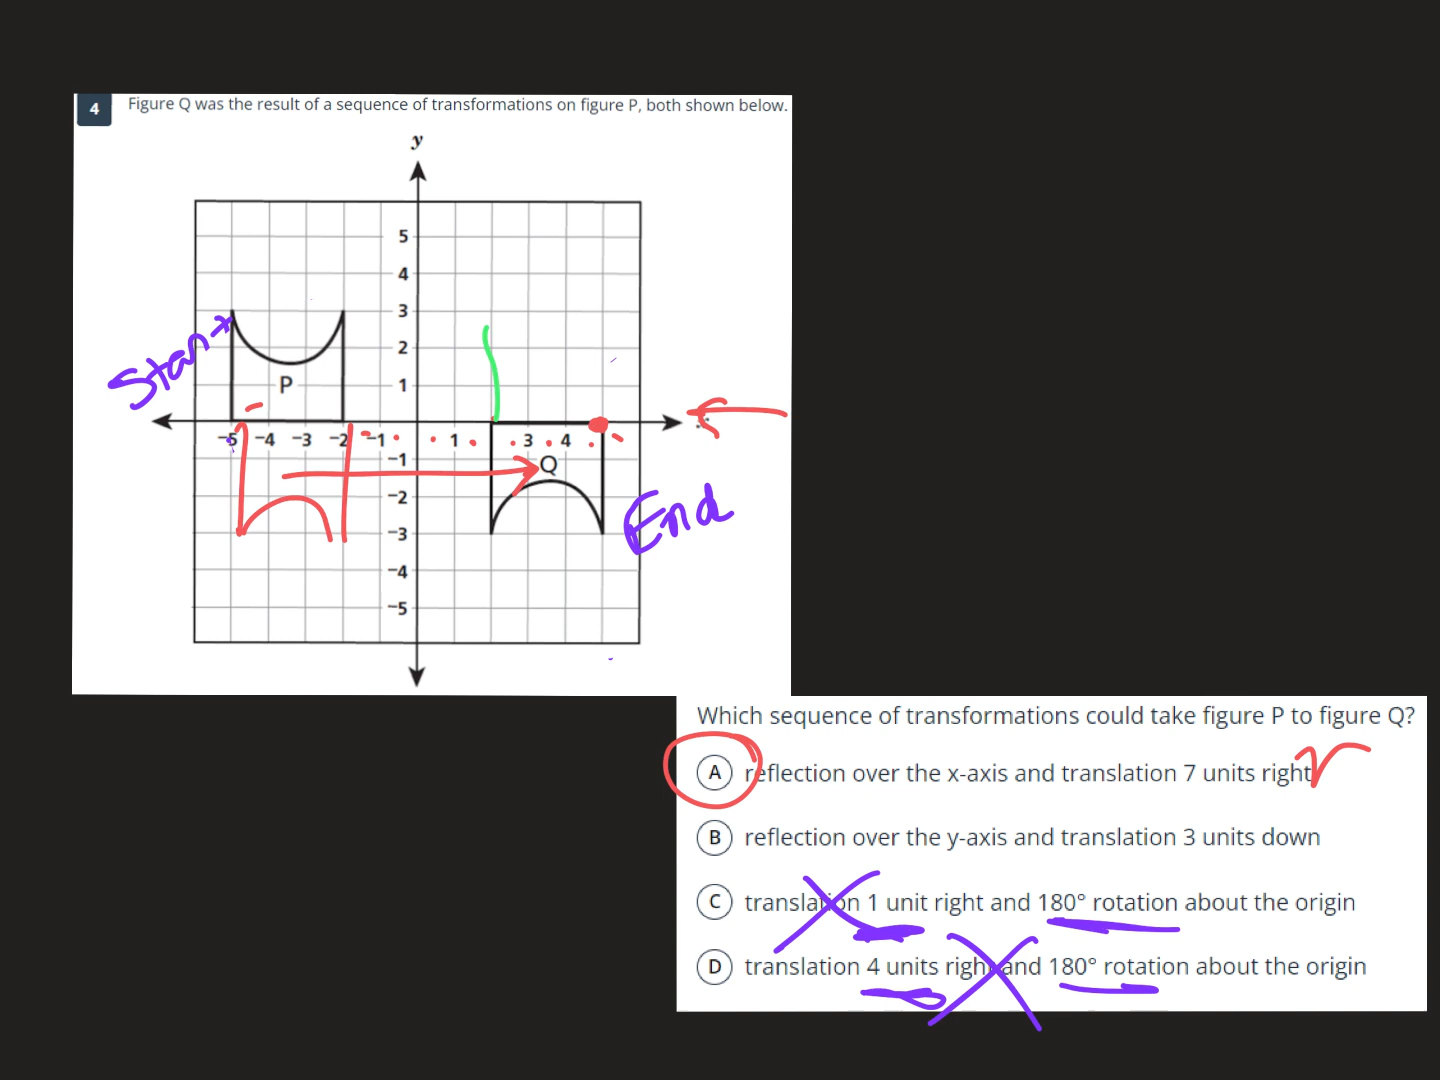 4 Figure Q was the result of a sequence of transformations on figure P, both shown below.
y
5
4
3
2
1
Start
P
-5 -4 -3 -2 -1 1 3 4
-1
Q
-2
-3
-4
-5
End
Which sequence of transformations could take figure P to figure Q?
A reflection over the x-axis and translation 7 units right
B reflection over the y-axis and translation 3 units down
C translation 1 unit right and 180° rotation about the origin
D translation 4 units right and 180° rotation about the origin